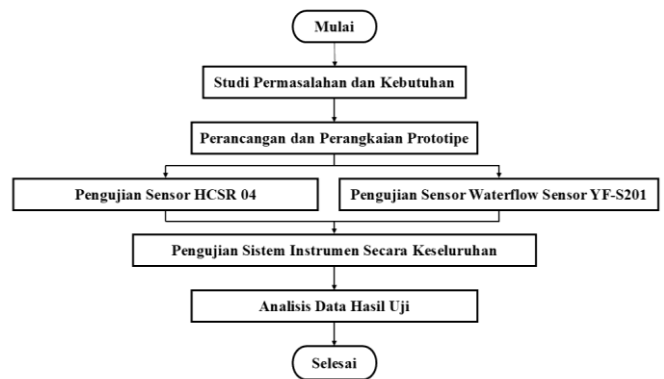 Mulai
Studi Permasalahan dan Kebutuhan
Perancangan dan Perangkaian Prototipe
Pengujian Sensor HCSR 04
Pengujian Sensor Waterflow Sensor YF-S201
Pengujian Sistem Instrumen Secara Keseluruhan
Analisis Data Hasil Uji
Selesai